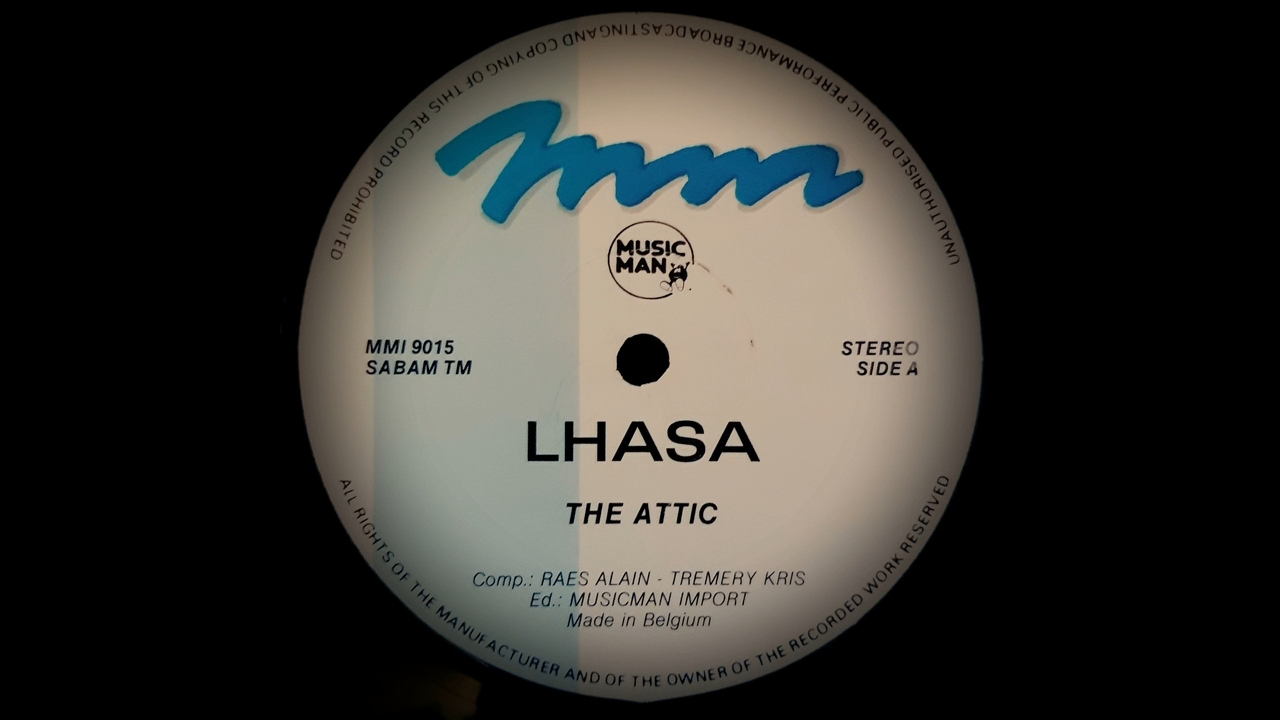 UNAUTHORISED PUBLIC PERFORMANCE BROADCASTING AND COPYING OF THIS RECORD PROHIBITED
mm
MUSIC
MAN
MMI 9015
SABAM TM
STEREO
SIDE A
LHASA
THE ATTIC
Comp.: RAES ALAIN - TREMERY KRIS
Ed.: MUSICMAN IMPORT
Made in Belgium
ALL RIGHTS OF THE MANUFACTURER AND OF THE OWNER OF THE RECORDED WORK RESERVED